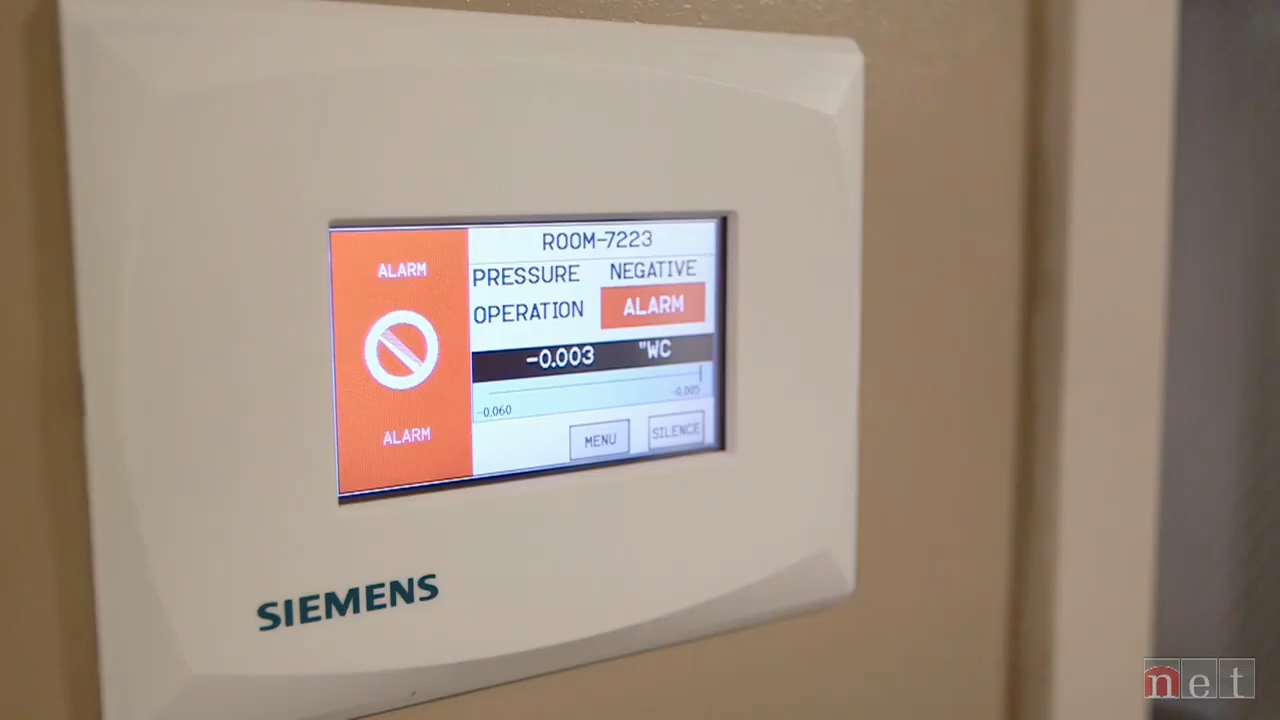 ALARM
ALARM
ROOM-7223
PRESSURE NEGATIVE
OPERATION ALARM
-0.003 "WC
-0.060 -0.005
MENU SILENCE
SIEMENS
net